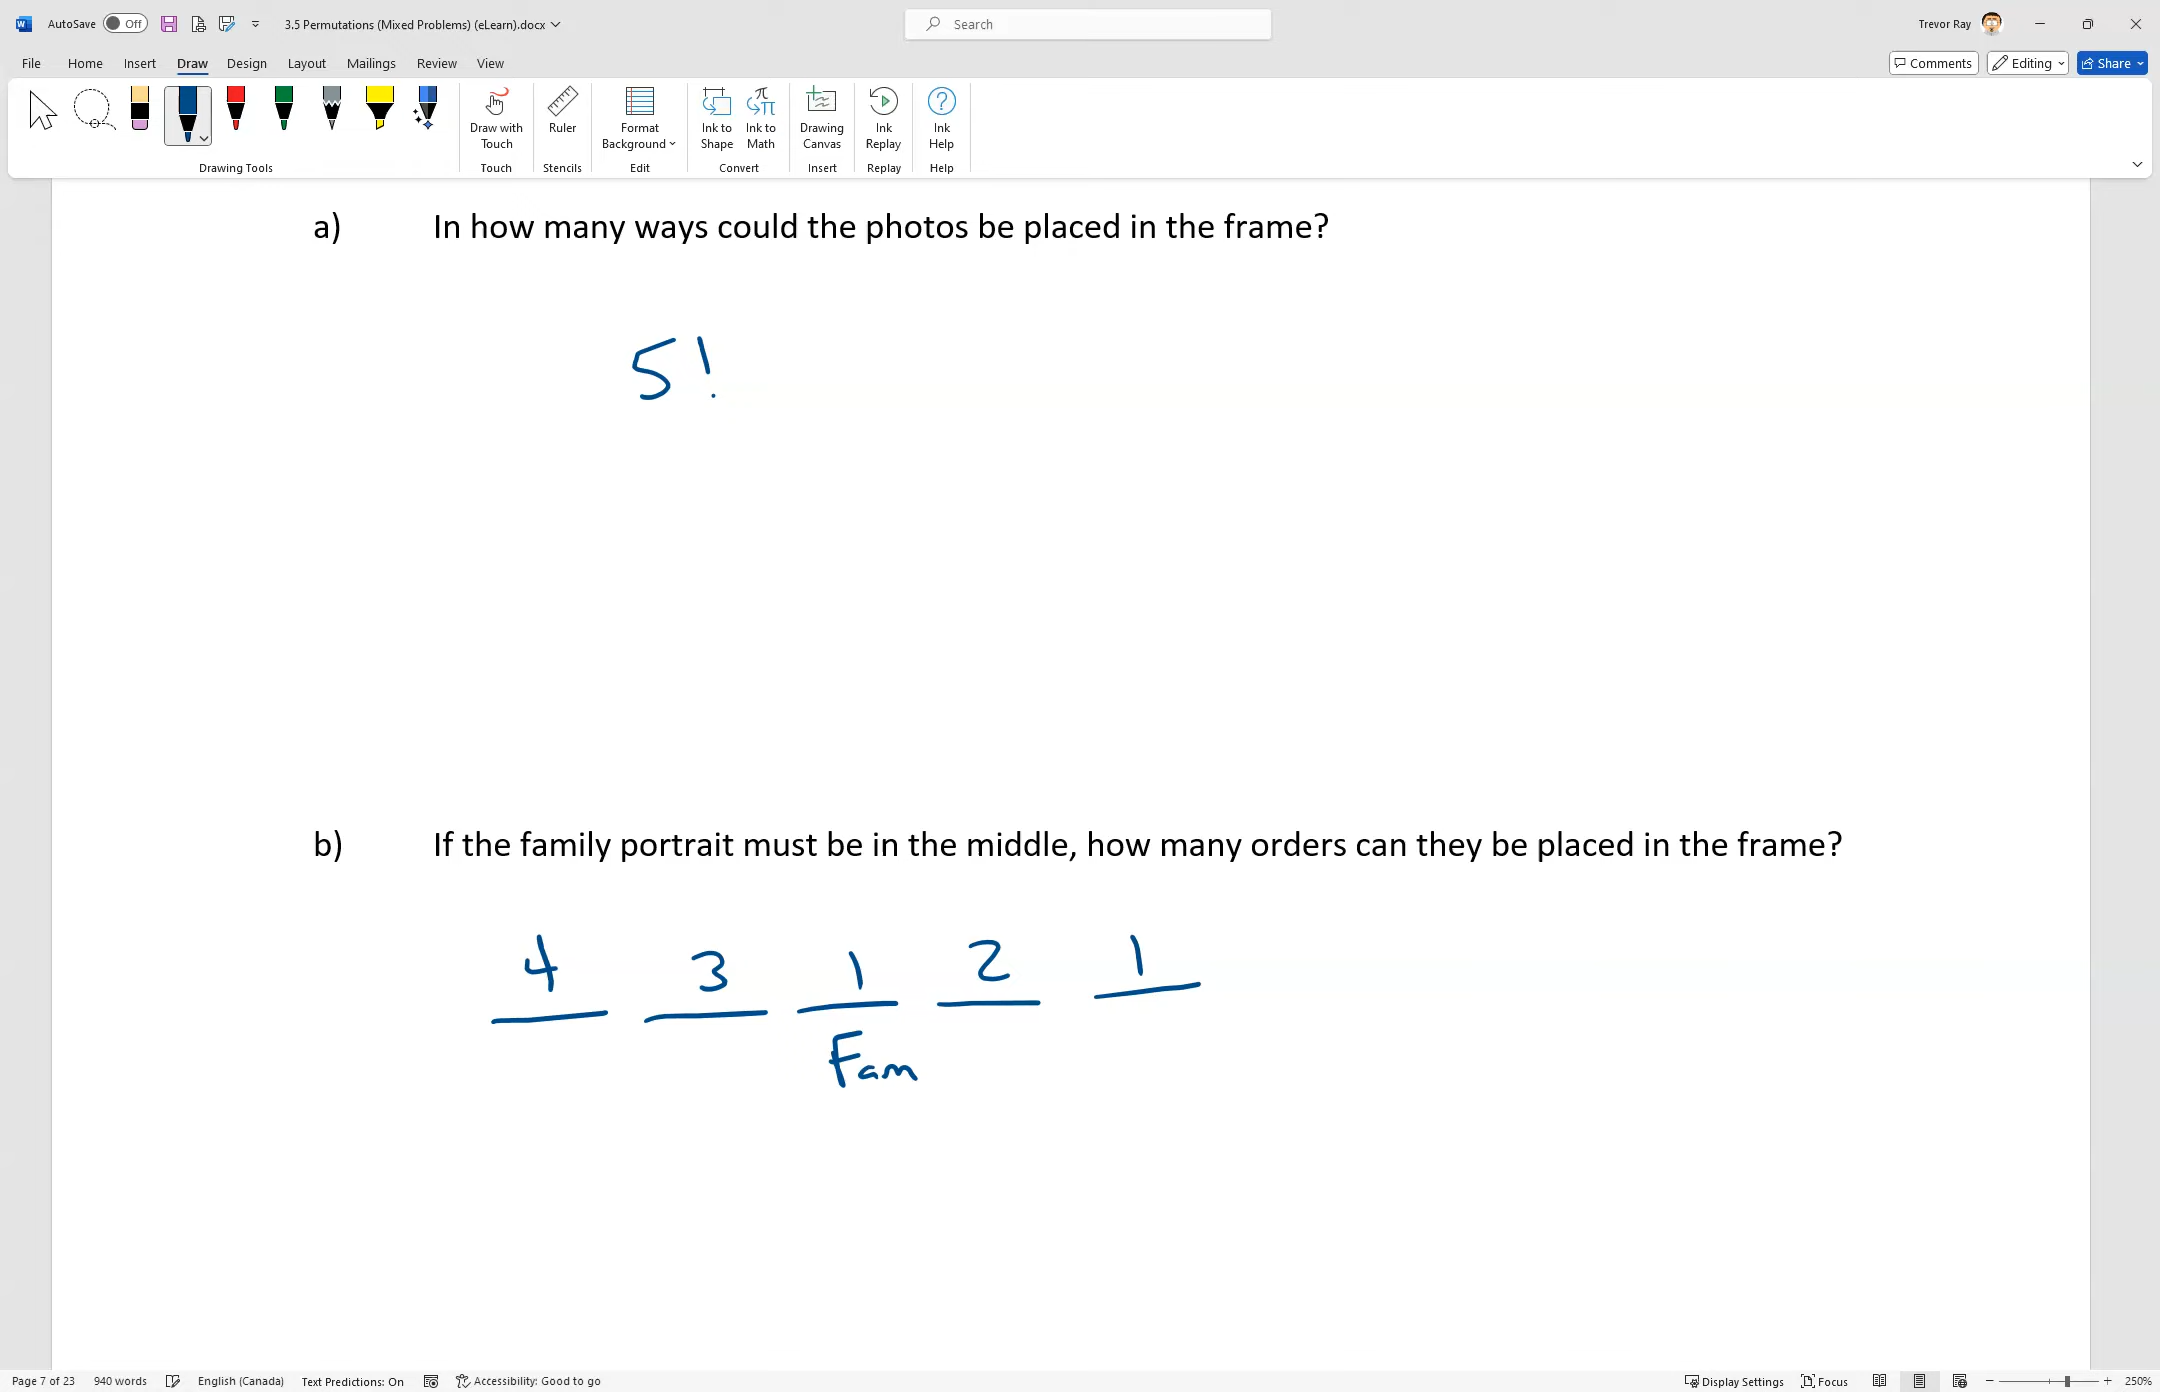 AutoSave Off 3.5 Permutations (Mixed Problems) (eLearn).docx Search Trevor Ray
File Home Insert Draw Design Layout Mailings Review View Comments Editing Share
Draw with Touch
Ruler
Format Background
Ink to Shape
Ink to Math
Drawing Canvas
Ink Replay
Ink Help
Drawing Tools Touch Stencils Edit Convert Insert Replay Help
a) In how many ways could the photos be placed in the frame?
5!
b) If the family portrait must be in the middle, how many orders can they be placed in the frame?
4 3 1 2 1
Fam
Page 7 of 23 940 words English (Canada) Text Predictions: On Accessibility: Good to go Display Settings Focus 250%